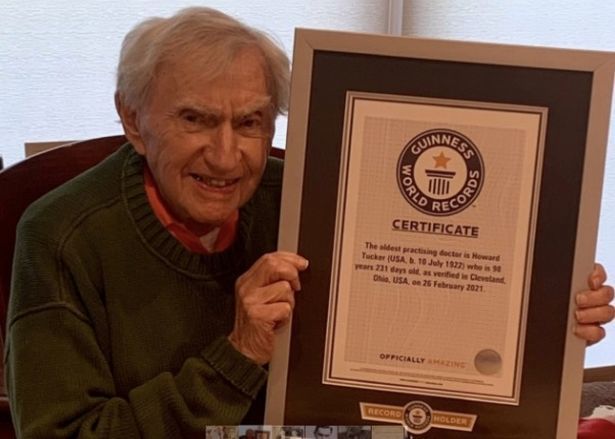 GUINNESS
WORLD RECORDS
CERTIFICATE
The oldest practising doctor is Howard
Tucker (USA, b. 10 July 1922) who is 98
years 231 days old, as verified in Cleveland,
Ohio, USA, on 26 February 2021.
OFFICIALLY AMAZING
RECORD HOLDER